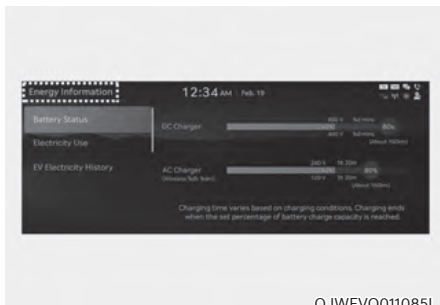 Energy Information
12:34 AM Feb. 19
Battery Status
Electricity Use
EV Electricity History
DC Charger
80%
AC Charger
240 V
120 V
80%
Charging time varies based on charging conditions. Charging ends
when the set percentage of battery charge capacity is reached.
OJWEVQ011085L